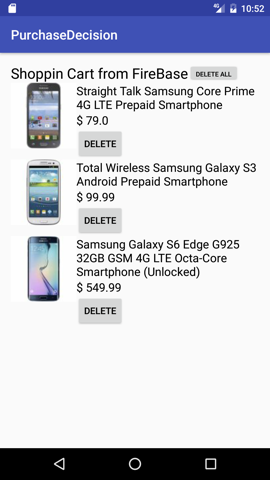 4G 10:52
PurchaseDecision
Shoppin Cart from FireBase DELETE ALL
Straight Talk Samsung Core Prime
4G LTE Prepaid Smartphone
$ 79.0
DELETE
Total Wireless Samsung Galaxy S3
Android Prepaid Smartphone
$ 99.99
DELETE
Samsung Galaxy S6 Edge G925
32GB GSM 4G LTE Octa-Core
Smartphone (Unlocked)
$ 549.99
DELETE